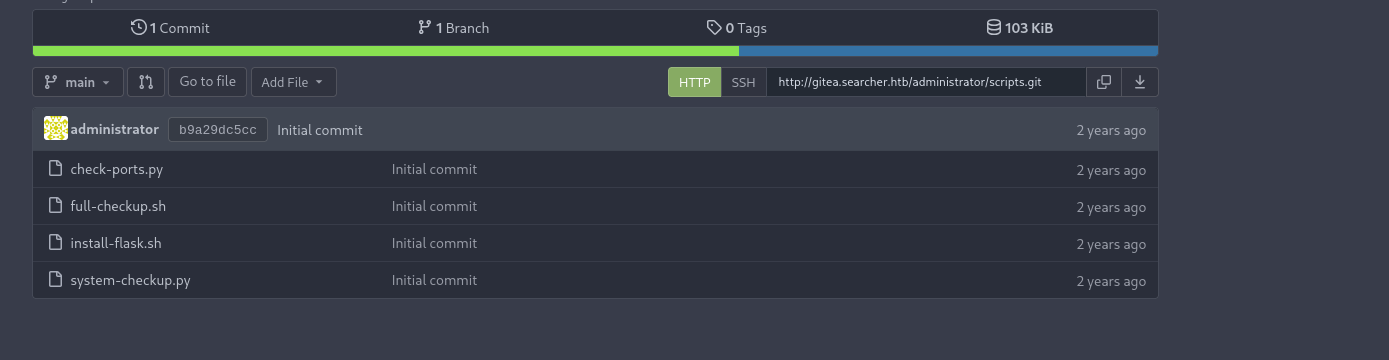 1 Commit 1 Branch 0 Tags 103 KiB
main Go to file Add File HTTP SSH http://gitea.searcher.htb/administrator/scripts.git
administrator b9a29dc5cc Initial commit 2 years ago
check-ports.py Initial commit 2 years ago
full-checkup.sh Initial commit 2 years ago
install-flask.sh Initial commit 2 years ago
system-checkup.py Initial commit 2 years ago